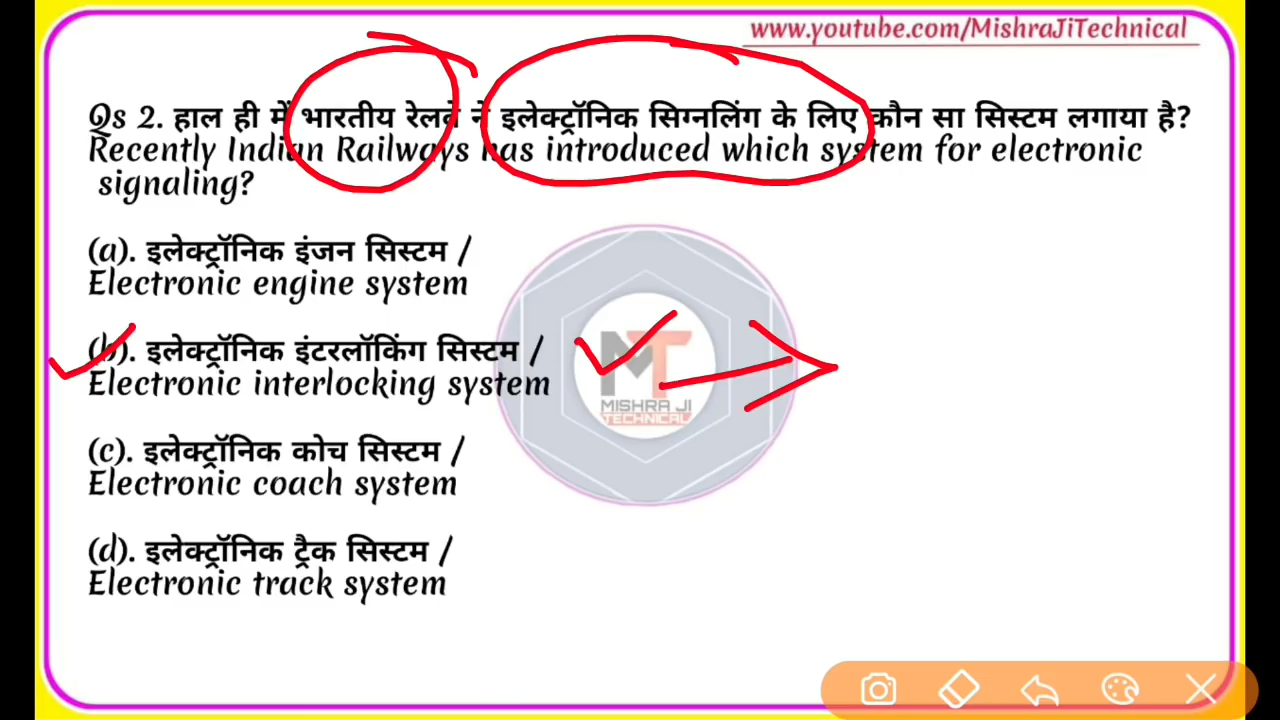 www.youtube.com/MishraJiTechnical
Qs 2. हाल ही में भारतीय रेलवे ने इलेक्ट्रॉनिक सिग्नलिंग के लिए कौन सा सिस्टम लगाया है?
Recently Indian Railways has introduced which system for electronic
signaling?
(a). इलेक्ट्रॉनिक इंजन सिस्टम /
Electronic engine system
(b). इलेक्ट्रॉनिक इंटरलॉकिंग सिस्टम /
Electronic interlocking system
(c). इलेक्ट्रॉनिक कोच सिस्टम /
Electronic coach system
(d). इलेक्ट्रॉनिक ट्रैक सिस्टम /
Electronic track system
MT
MISHRA JI
TECHNICAL